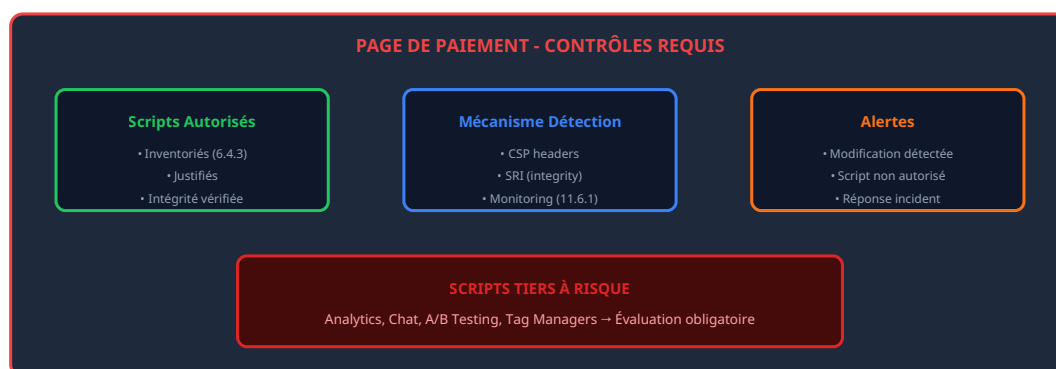 PAGE DE PAIEMENT - CONTRÔLES REQUIS
Scripts Autorisés
• Inventoriés (6.4.3)
• Justifiés
• Intégrité vérifiée
Mécanisme Détection
• CSP headers
• SRI (integrity)
• Monitoring (11.6.1)
Alertes
• Modification détectée
• Script non autorisé
• Réponse incident
SCRIPTS TIERS À RISQUE
Analytics, Chat, A/B Testing, Tag Managers → Évaluation obligatoire